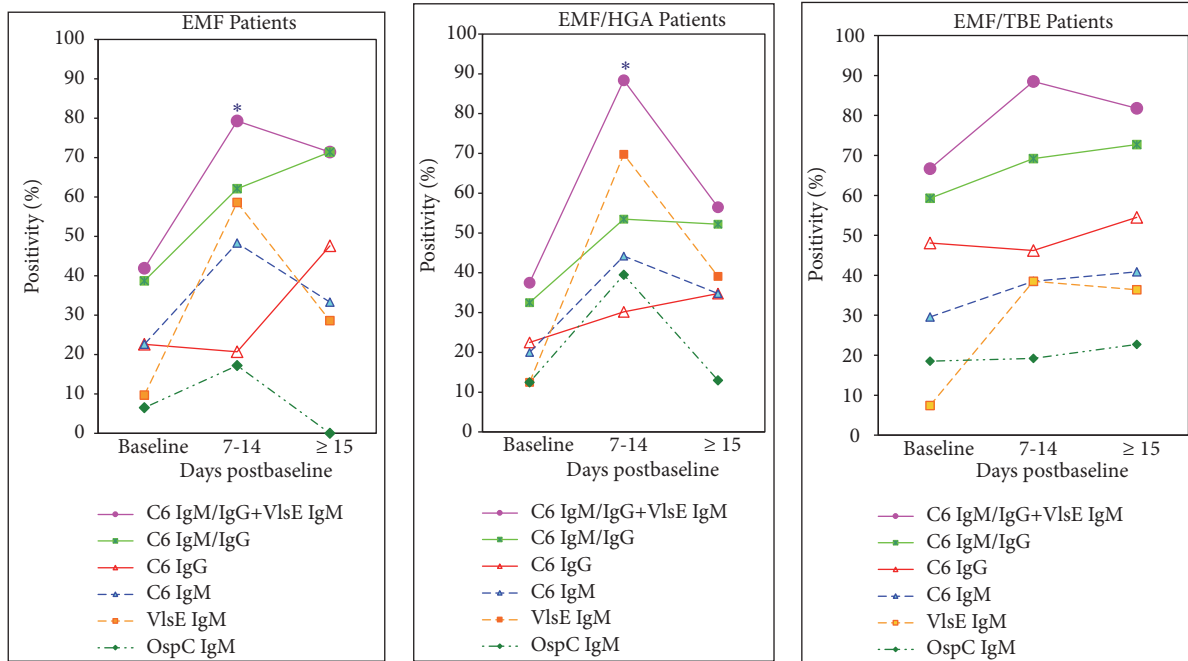 EMF Patients
100
90
80
70
60
50
40
30
20
10
0
Positivity (%)
*
Baseline 7-14 ≥ 15
Days postbaseline
C6 IgM/IgG+VlsE IgM
C6 IgM/IgG
C6 IgG
C6 IgM
VlsE IgM
OspC IgM
EMF/HGA Patients
100
90
80
70
60
50
40
30
20
10
0
Positivity (%)
*
Baseline 7-14 ≥ 15
Days postbaseline
C6 IgM/IgG+VlsE IgM
C6 IgM/IgG
C6 IgG
C6 IgM
VlsE IgM
OspC IgM
EMF/TBE Patients
100
90
80
70
60
50
40
30
20
10
0
Positivity (%)
Baseline 7-14 ≥ 15
Days postbaseline
C6 IgM/IgG+VlsE IgM
C6 IgM/IgG
C6 IgG
C6 IgM
VlsE IgM
OspC IgM